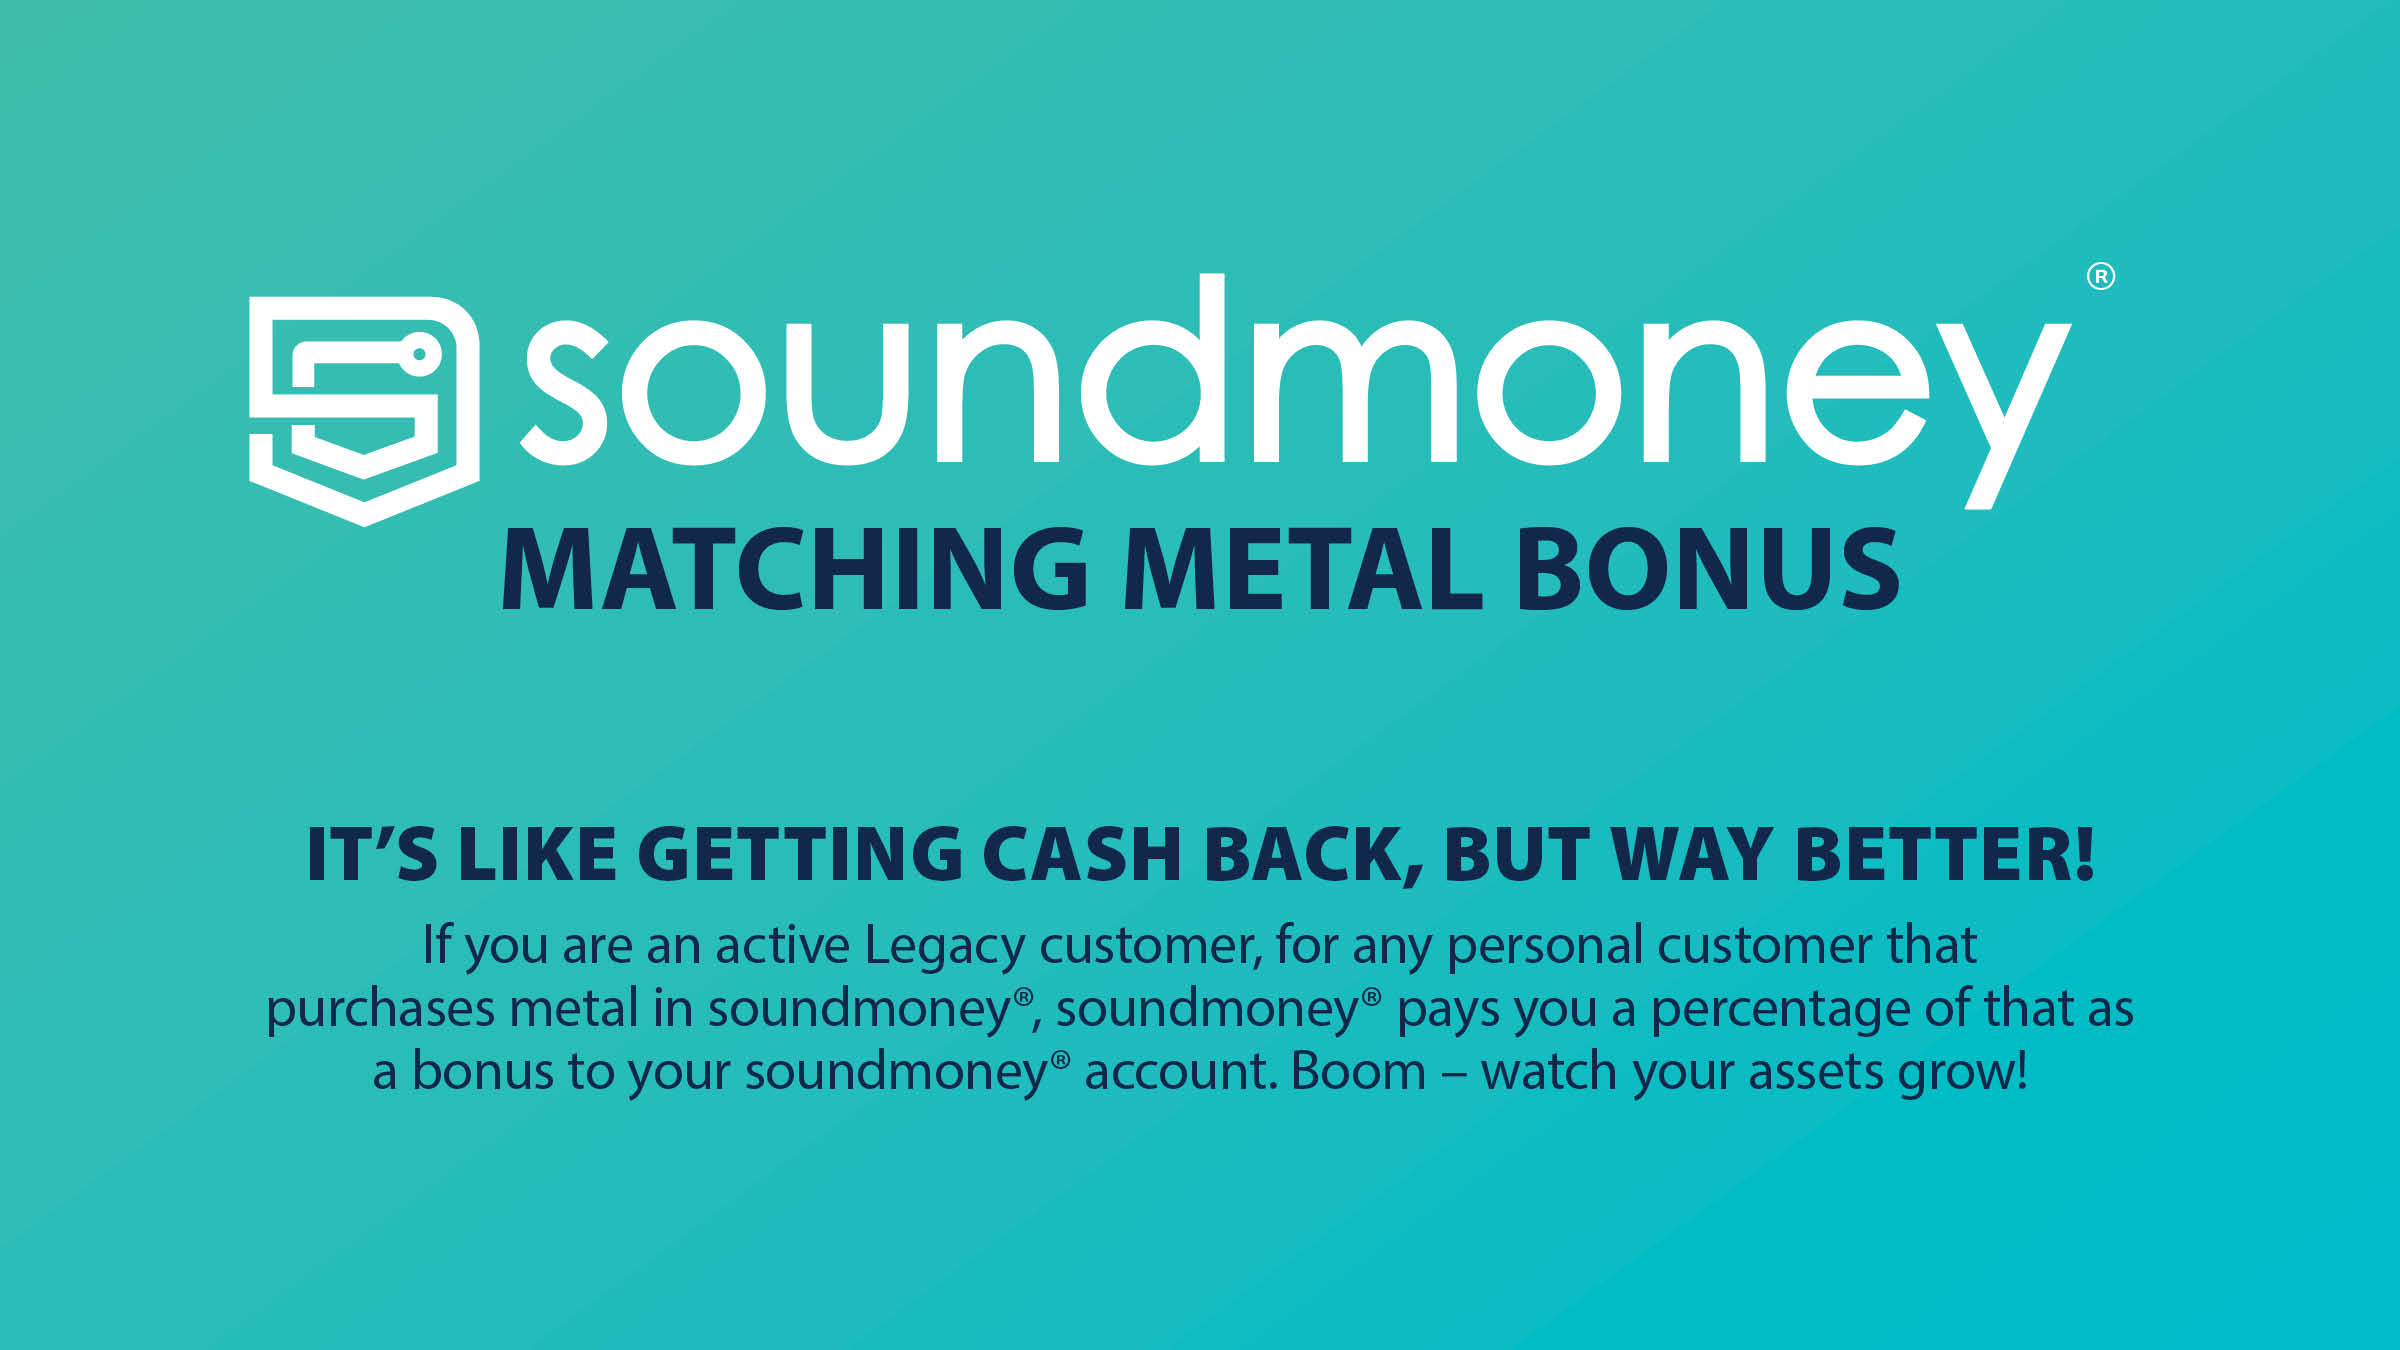 soundmoney®
MATCHING METAL BONUS
IT’S LIKE GETTING CASH BACK, BUT WAY BETTER!
If you are an active Legacy customer, for any personal customer that
purchases metal in soundmoney®, soundmoney® pays you a percentage of that as
a bonus to your soundmoney® account. Boom – watch your assets grow!